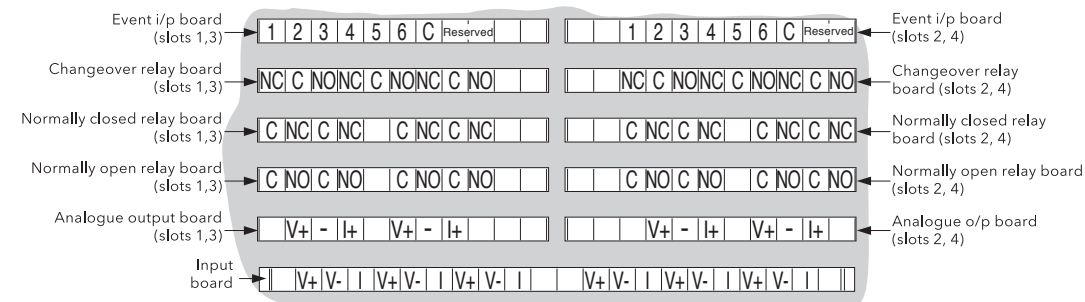 Event i/p board
(slots 1,3)
1 2 3 4 5 6 C Reserved
1 2 3 4 5 6 C Reserved
Event i/p board
(slots 2, 4)
Changeover relay board
(slots 1,3)
NC C NO NC C NO NC C NO
NC C NO NC C NO NC C NO
Changeover relay
board (slots 2, 4)
Normally closed relay board
(slots 1,3)
C NC C NC C NC C NC
C NC C NC C NC C NC
Normally closed relay
board (slots 2, 4)
Normally open relay board
(slots 1,3)
C NO C NO C NO C NO
C NO C NO C NO C NO
Normally open relay board
(slots 2, 4)
Analogue output board
(slots 1,3)
V+ - I+ V+ - I+
V+ - I+ V+ - I+
Analogue o/p board
(slots 2, 4)
Input
board
V+ V- I V+ V- I V+ V- I V+ V- I V+ V- I V+ V- I